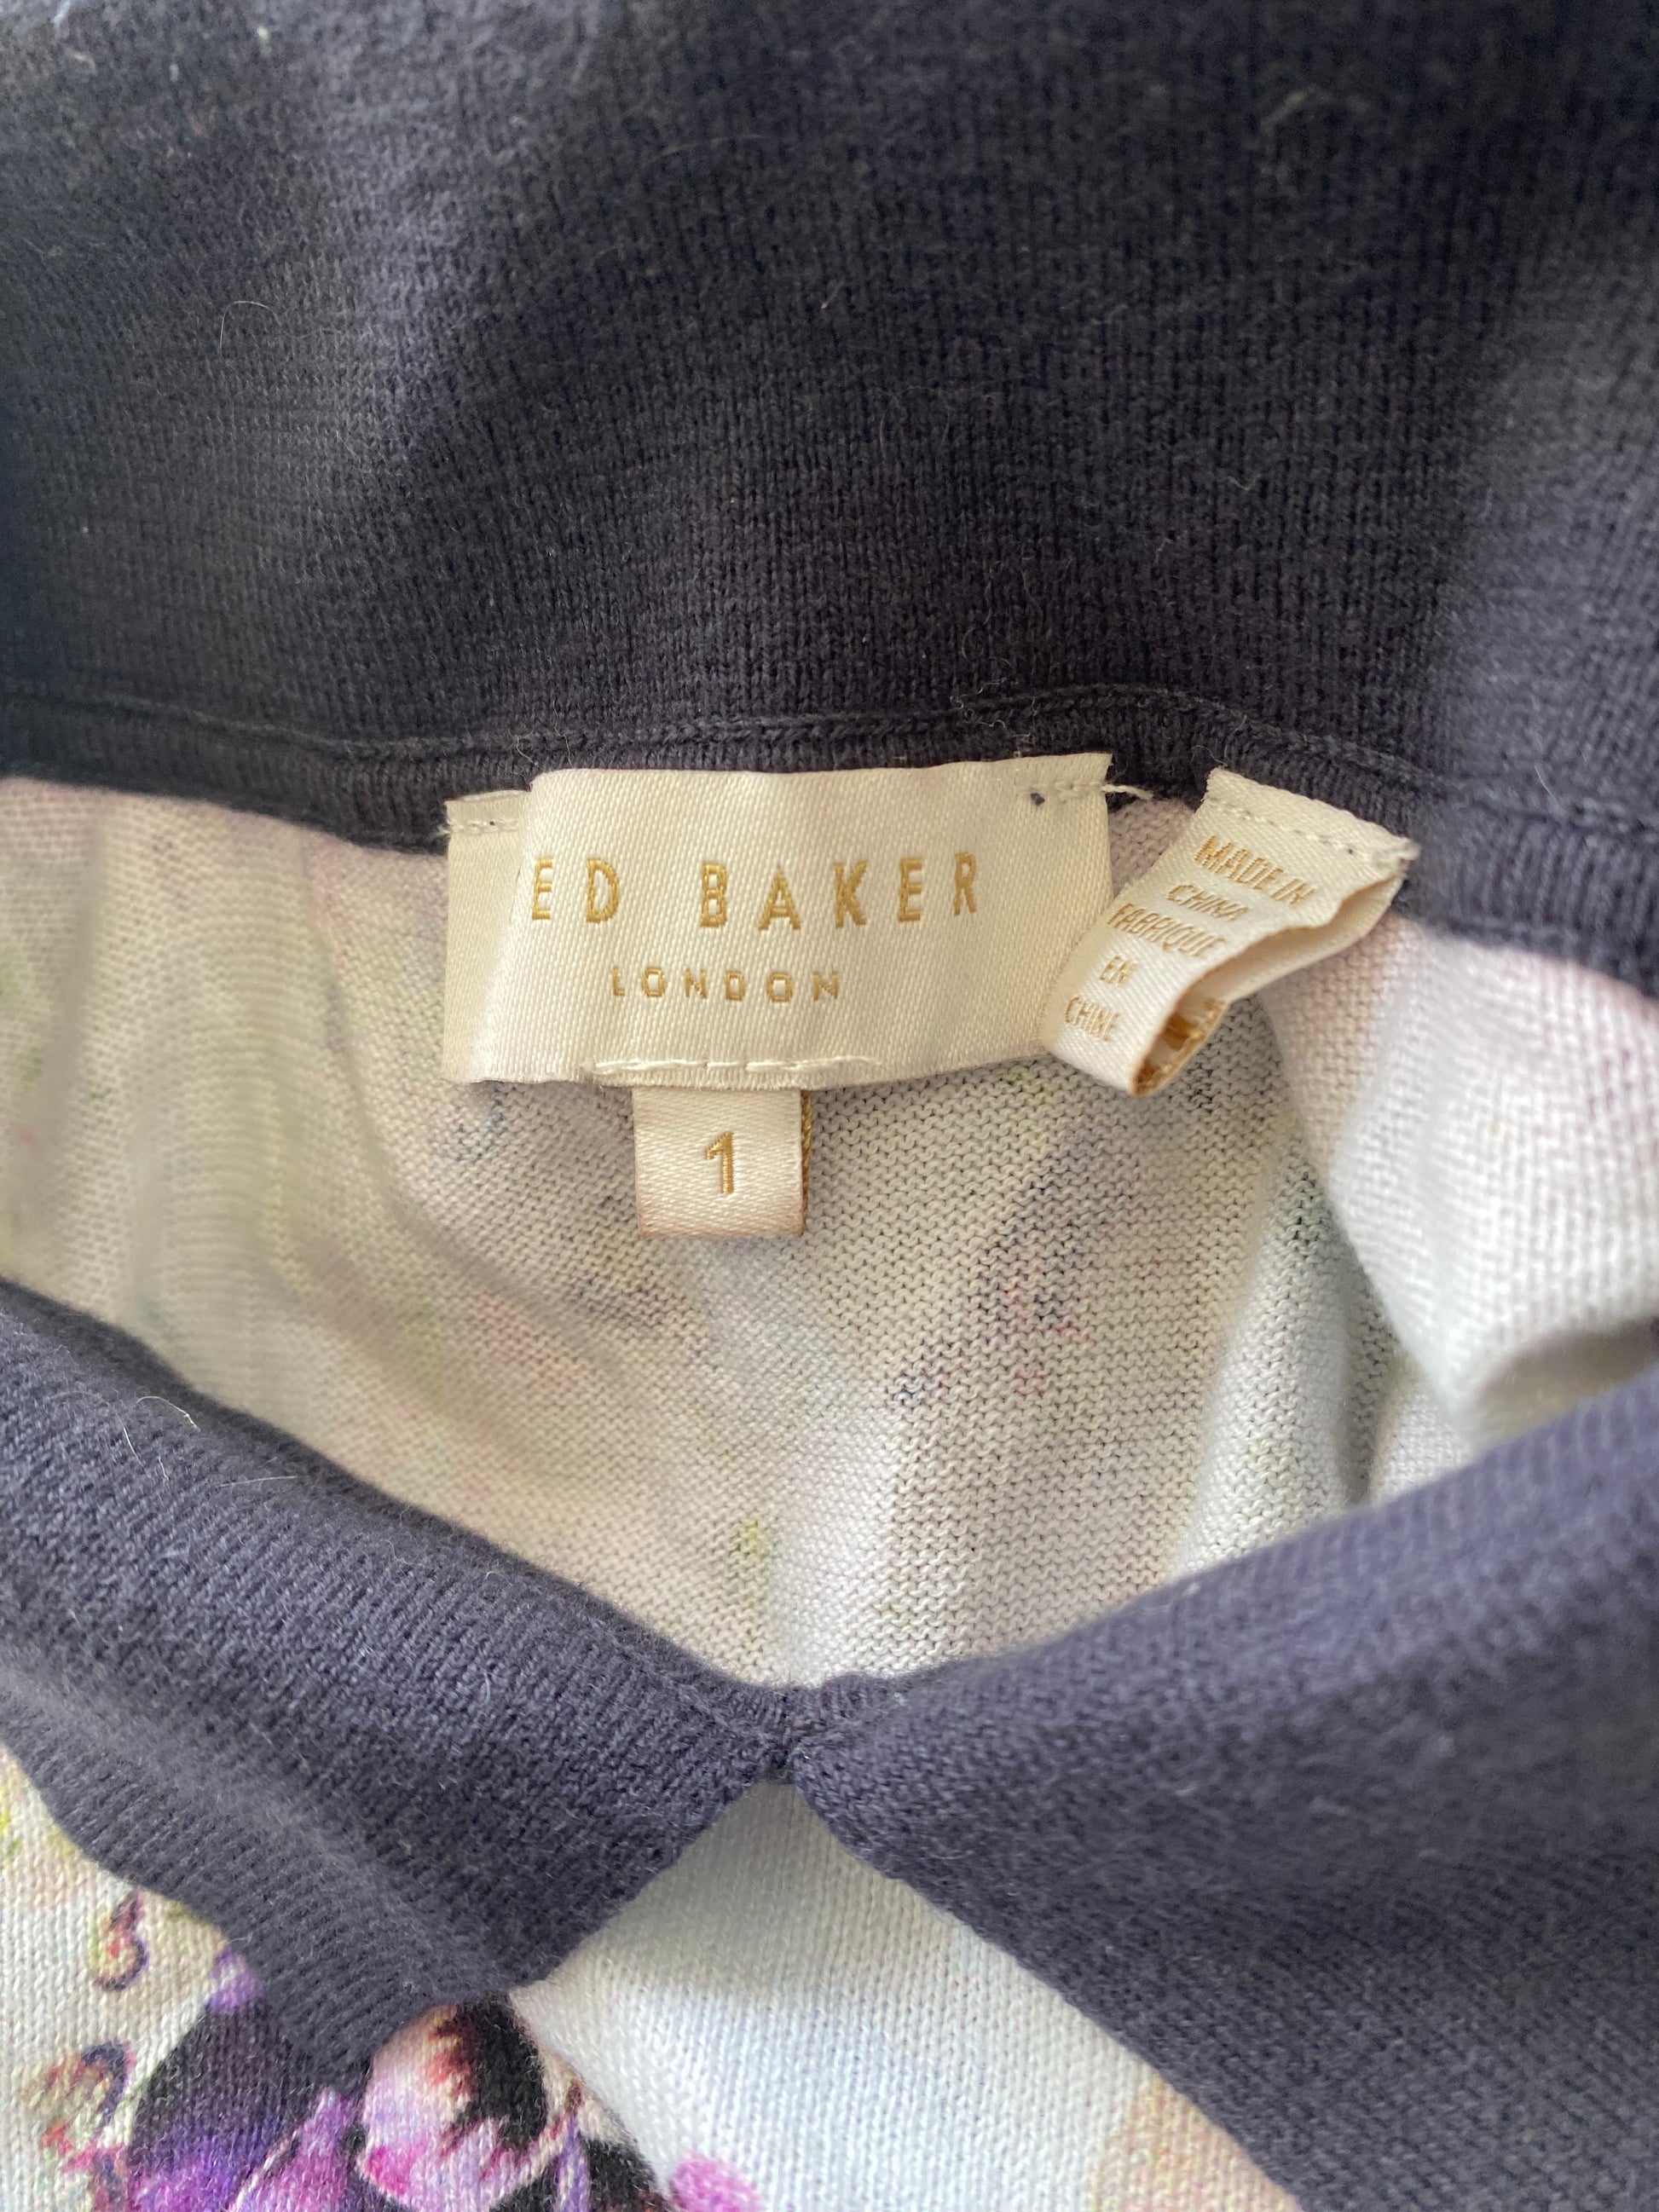 ED BAKER
LONDON
1
MADE IN
CHINA
FABRIQUE
EN
CHINE